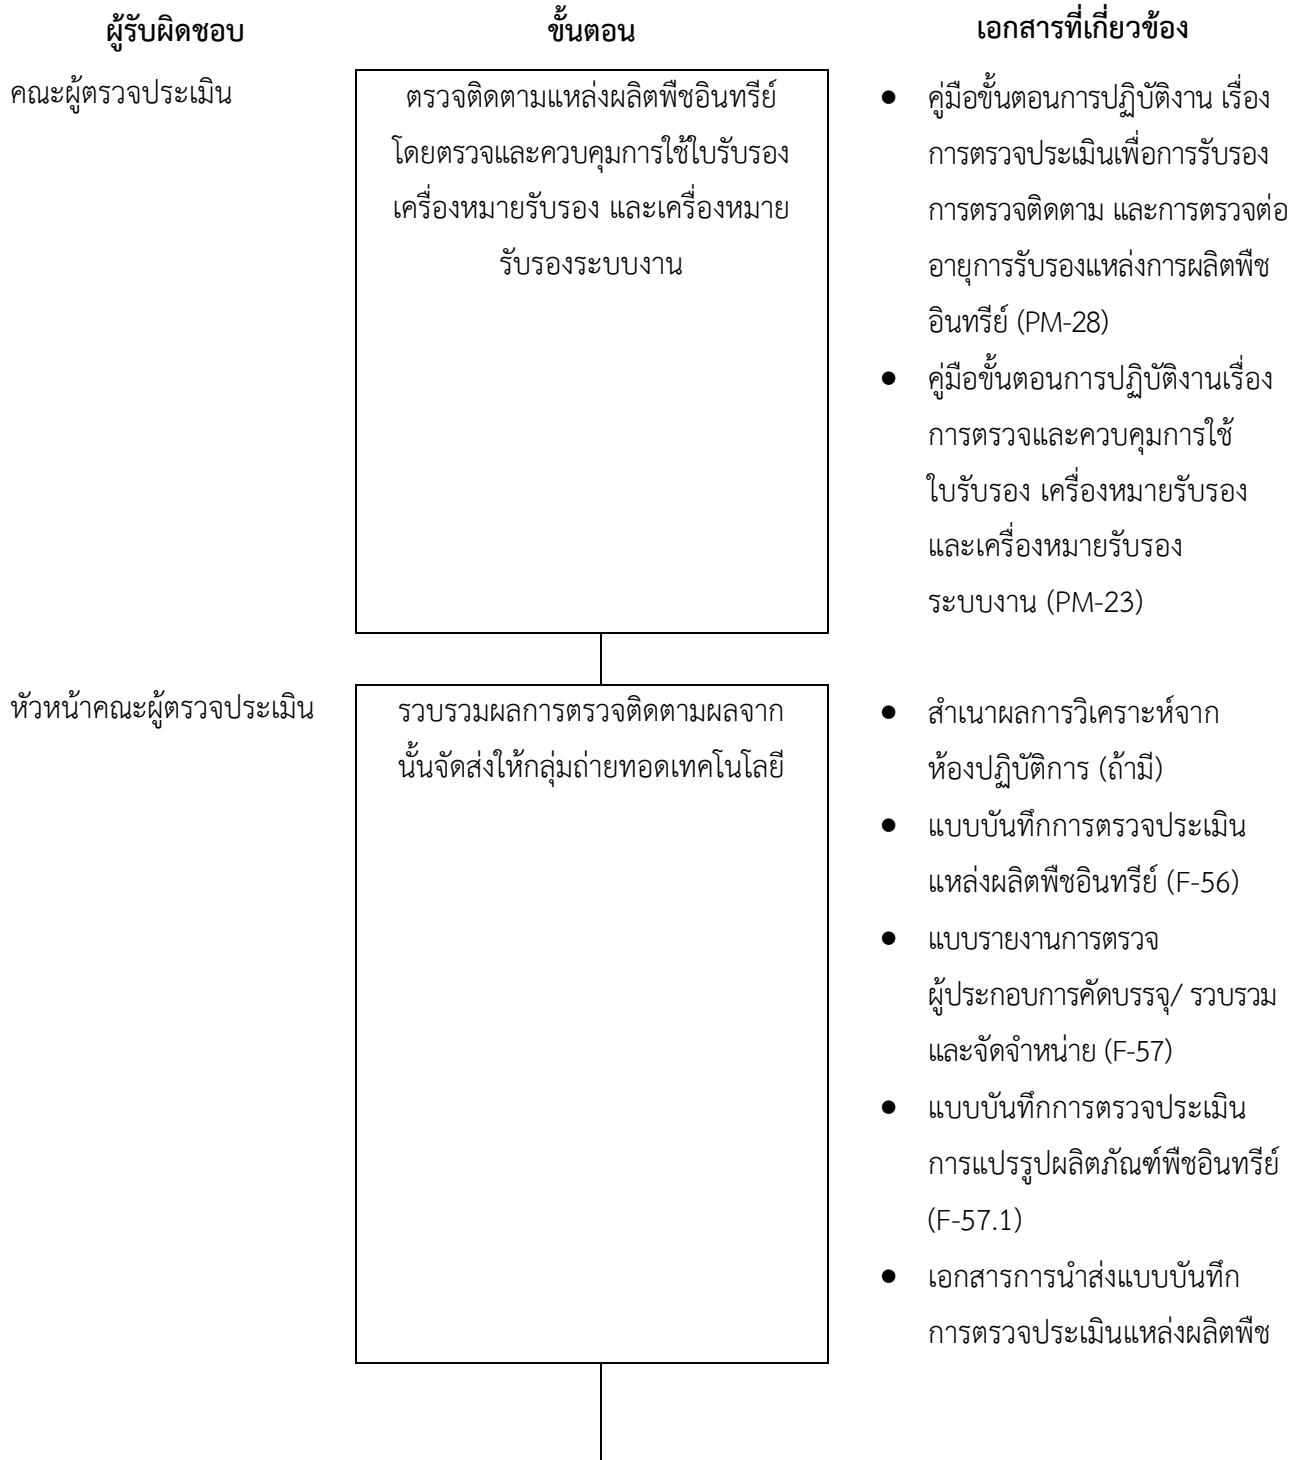 ผู้รับผิดชอบ
ขั้นตอน
เอกสารที่เกี่ยวข้อง
คณะผู้ตรวจประเมิน
ตรวจติดตามแหล่งผลิตพืชอินทรีย์
โดยตรวจและควบคุมการใช้ใบรับรอง
เครื่องหมายรับรอง และเครื่องหมาย
รับรองระบบงาน
● คู่มือขั้นตอนการปฏิบัติงาน เรื่อง
การตรวจประเมินเพื่อการรับรอง
การตรวจติดตาม และการตรวจต่อ
อายุการรับรองแหล่งการผลิตพืช
อินทรีย์ (PM-28)
● คู่มือขั้นตอนการปฏิบัติงานเรื่อง
การตรวจและควบคุมการใช้
ใบรับรอง เครื่องหมายรับรอง
และเครื่องหมายรับรอง
ระบบงาน (PM-23)
หัวหน้าคณะผู้ตรวจประเมิน
รวบรวมผลการตรวจติดตามผลจาก
นั้นจัดส่งให้กลุ่มถ่ายทอดเทคโนโลยี
● สำเนาผลการวิเคราะห์จาก
ห้องปฏิบัติการ (ถ้ามี)
● แบบบันทึกการตรวจประเมิน
แหล่งผลิตพืชอินทรีย์ (F-56)
● แบบรายงานการตรวจ
ผู้ประกอบการคัดบรรจุ/ รวบรวม
และจัดจำหน่าย (F-57)
● แบบบันทึกการตรวจประเมิน
การแปรรูปผลิตภัณฑ์พืชอินทรีย์
(F-57.1)
● เอกสารการนำส่งแบบบันทึก
การตรวจประเมินแหล่งผลิตพืช